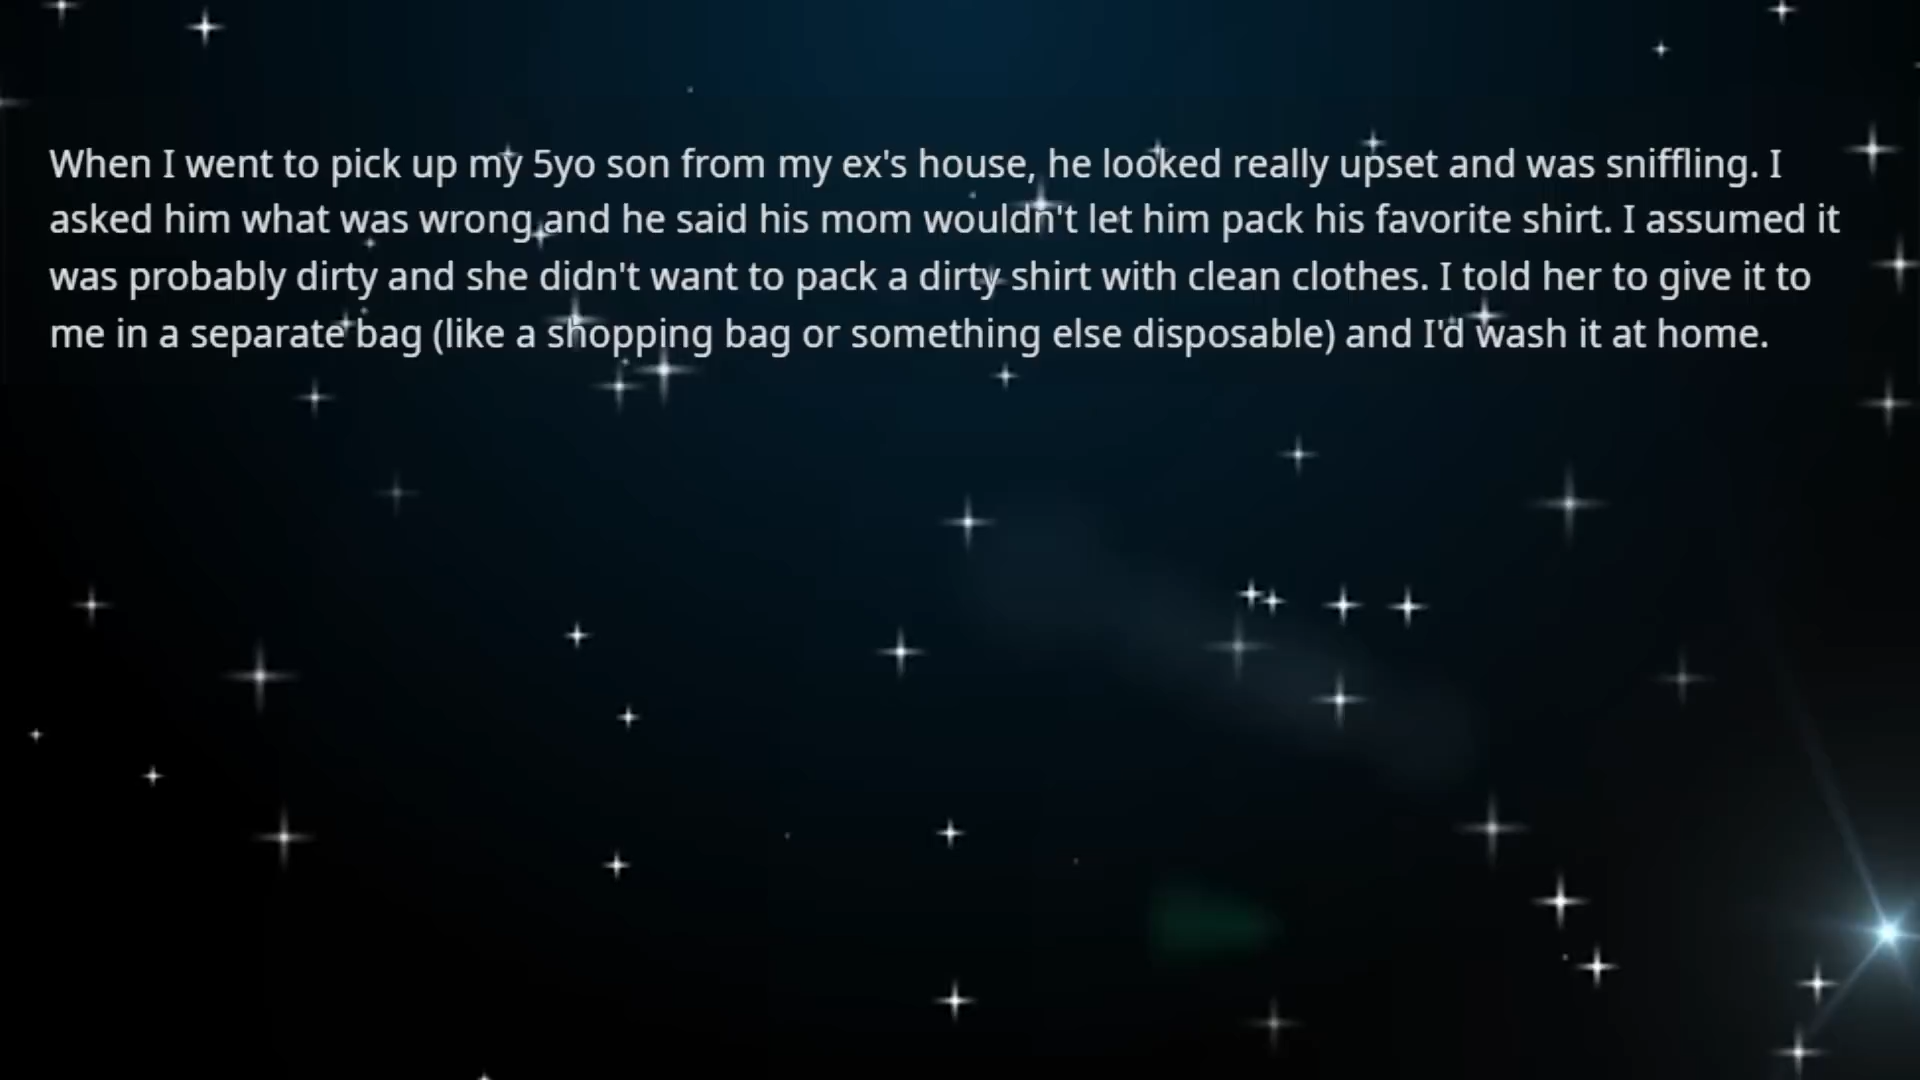 When I went to pick up my 5yo son from my ex's house, he looked really upset and was sniffling. I
asked him what was wrong and he said his mom wouldn't let him pack his favorite shirt. I assumed it
was probably dirty and she didn't want to pack a dirty shirt with clean clothes. I told her to give it to
me in a separate bag (like a shopping bag or something else disposable) and I'd wash it at home.